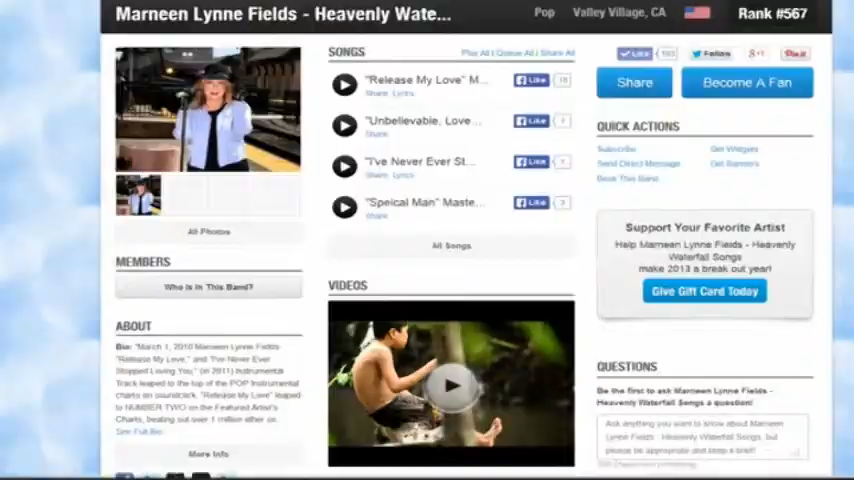 Marneen Lynne Fields - Heavenly Wate...
Pop
Valley Village, CA
Rank #567
SONGS
Play All | Queue All | Share All
"Release My Love" M...
Share Lyrics
Like
"Unbelievable, Love...
Share
Like
"I've Never Ever St...
Share Lyrics
Like
"Speical Man" Maste...
Share
Like
3
All Songs
All Photos
MEMBERS
Who Is In This Band?
ABOUT
Bio: "March 1, 2010 Marneen Lynne Fields
"Release My Love," and "I've Never Ever
Stopped Loving You," (in 2011) Instrumental
Track leaped to the top of the POP Instrumental
charts on soundclick. "Release My Love" leaped
to NUMBER TWO on the Featured Artist's
Charts, beating out over 1 million other on
See Full Bio
More Info
VIDEOS
Like
Follow
+1
Pin it
Share
Become A Fan
QUICK ACTIONS
Subscribe
Get Widgets
Send Direct Message
Get Banners
Book This Band
Support Your Favorite Artist
Help Marneen Lynne Fields - Heavenly
Waterfall Songs
make 2013 a break out year!
Give Gift Card Today
QUESTIONS
Be the first to ask Marneen Lynne Fields -
Heavenly Waterfall Songs a question!
Ask anything you want to know about Marneen
Lynne Fields - Heavenly Waterfall Songs, but
please be appropriate and keep it brief!